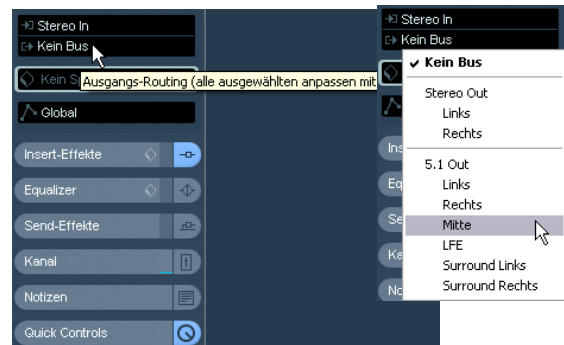 Stereo In
Kein Bus
Kein S
Ausgangs-Routing (alle ausgewählten anpassen mit
Global
Insert-Effekte
Equalizer
Send-Effekte
Kanal
Notizen
Quick Controls
Stereo In
Kein Bus
Kein Bus
Stereo Out
Links
Rechts
5.1 Out
Links
Rechts
Mitte
LFE
Surround Links
Surround Rechts
Ins
Eq
Se
Ka
No